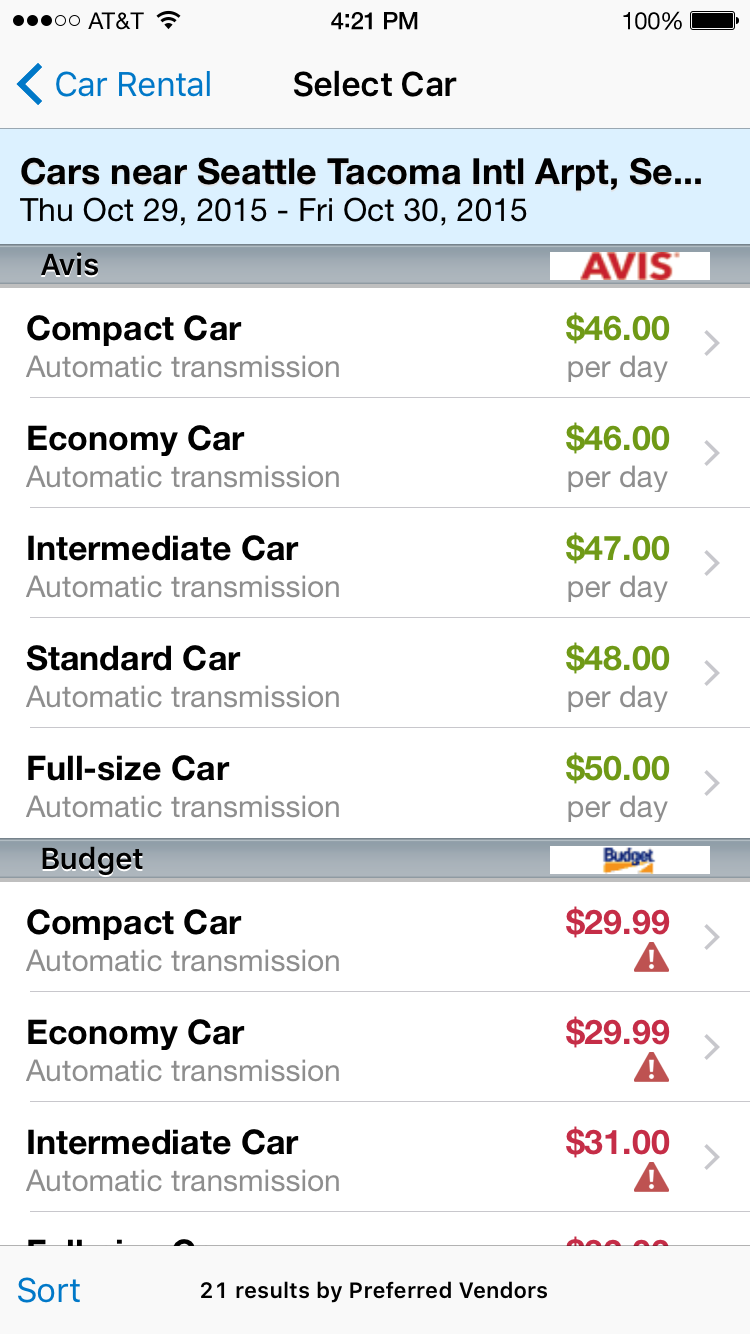 AT&T 4:21 PM 100%
Car Rental Select Car
Cars near Seattle Tacoma Intl Arpt, Se...
Thu Oct 29, 2015 - Fri Oct 30, 2015
Avis AVIS
Compact Car $46.00
Automatic transmission per day
Economy Car $46.00
Automatic transmission per day
Intermediate Car $47.00
Automatic transmission per day
Standard Car $48.00
Automatic transmission per day
Full-size Car $50.00
Automatic transmission per day
Budget Budget
Compact Car $29.99
Automatic transmission
Economy Car $29.99
Automatic transmission
Intermediate Car $31.00
Automatic transmission
Sort 21 results by Preferred Vendors